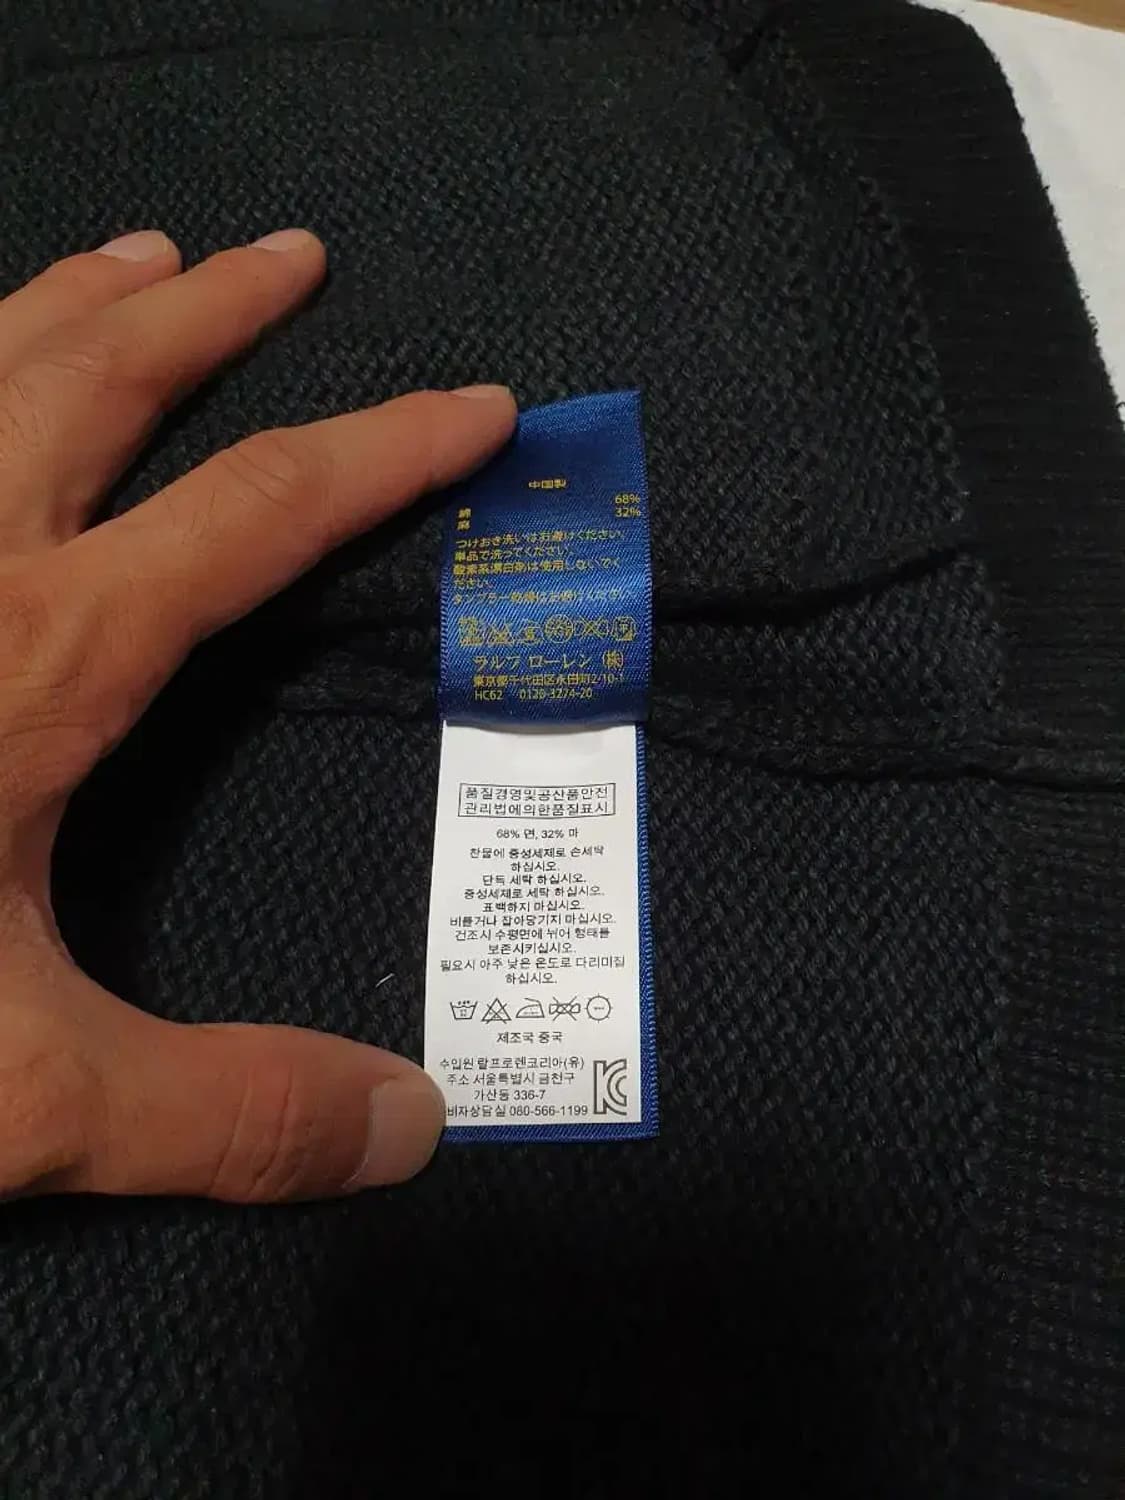 中国製
綿 68%
麻 32%
つけおき洗いはお避けください。
単品で洗ってください。
酸素系漂白剤は使用しないでく
ださい。
タンブラー乾燥はお避けください。
ラルフ ローレン (株)
東京都千代田区永田町2-10-1
HC62 0120-3274-20
품질경영및공산품안전
관리법에의한품질표시
68% 면, 32% 마
찬물에 중성세제로 손세탁
하십시오.
단독 세탁 하십시오.
중성세제로 세탁 하십시오.
표백하지 마십시오.
비틀거나 잡아당기지 마십시오.
건조시 수평면에 뉘어 형태를
보존시키십시오.
필요시 아주 낮은 온도로 다리미질
하십시오.
제조국 중국
수입원 랄프로렌코리아(유)
주소 서울특별시 금천구
가산동 336-7
비자상담실 080-566-1199